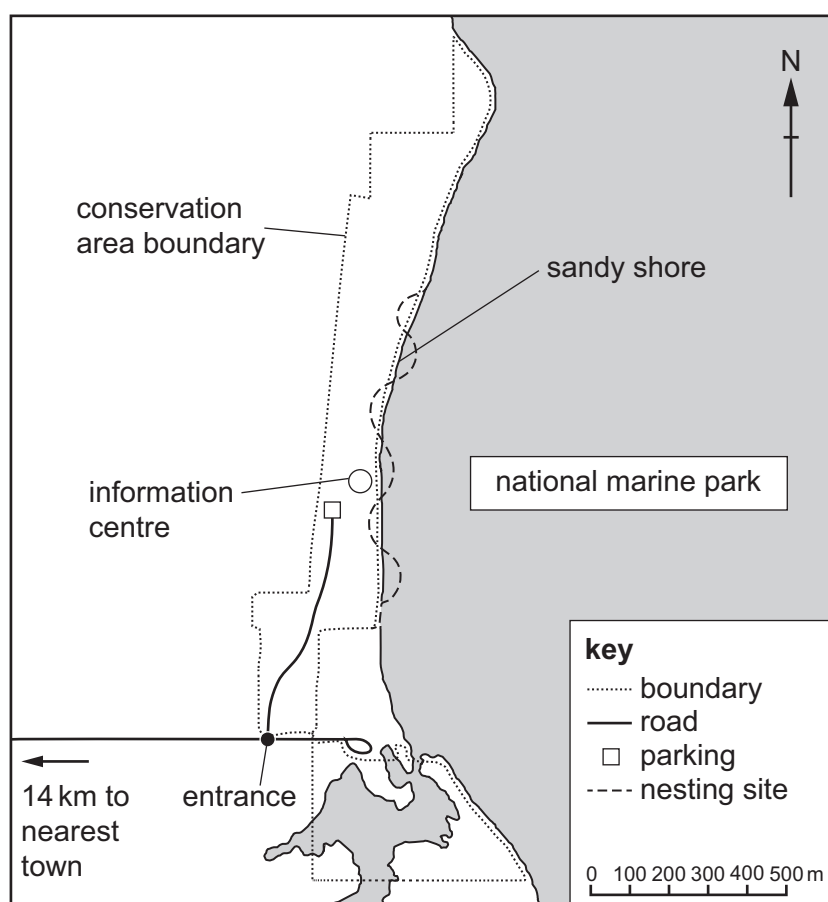 N
conservation
area boundary
sandy shore
information
centre
national marine park
14 km to
nearest
town
entrance
key
boundary
road
parking
nesting site
0 100 200 300 400 500 m